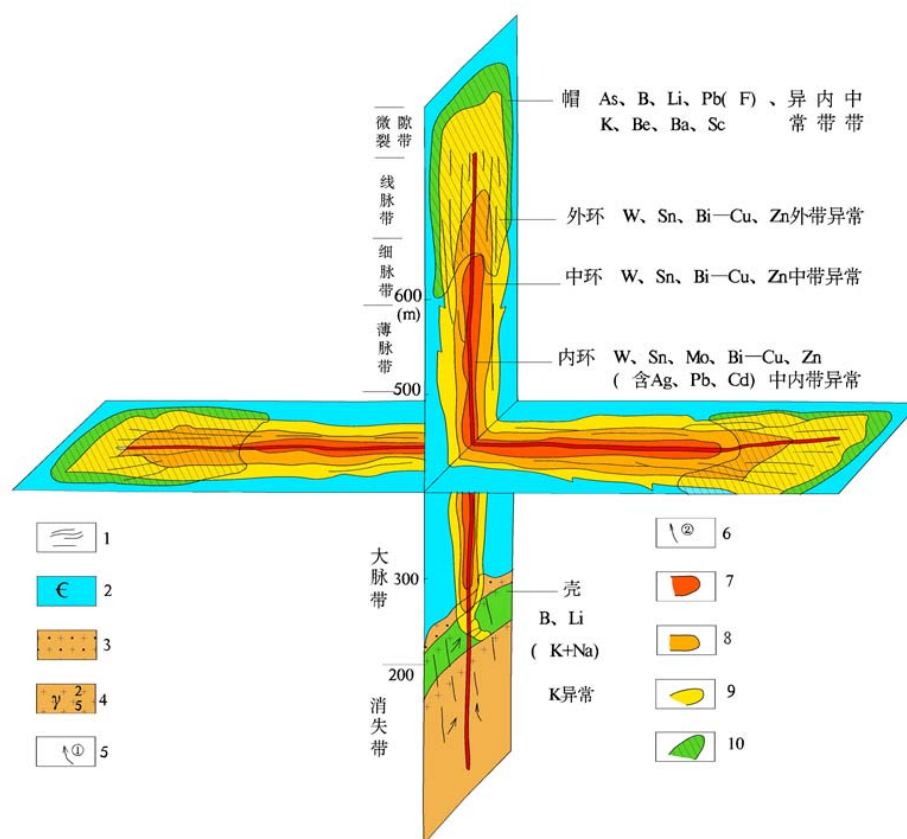 帽 As、B、Li、Pb( F) 、异 内 中
K、Be、Ba、Sc 常 带 带
微 隙
裂 带
线脉带
外环 W、Sn、Bi—Cu、Zn外带异常
细脉带
中环 W、Sn、Bi—Cu、Zn中带异常
600
(m)
薄脉带
内环 W、Sn、Mo、Bi—Cu、Zn
( 含Ag、Pb、Cd) 中内带异常
500
大脉带
300
壳
B、Li
( K+Na)
200
K异常
消失带
1
Є 2
3
γ 2 5 4
① 5
② 6
7
8
9
10